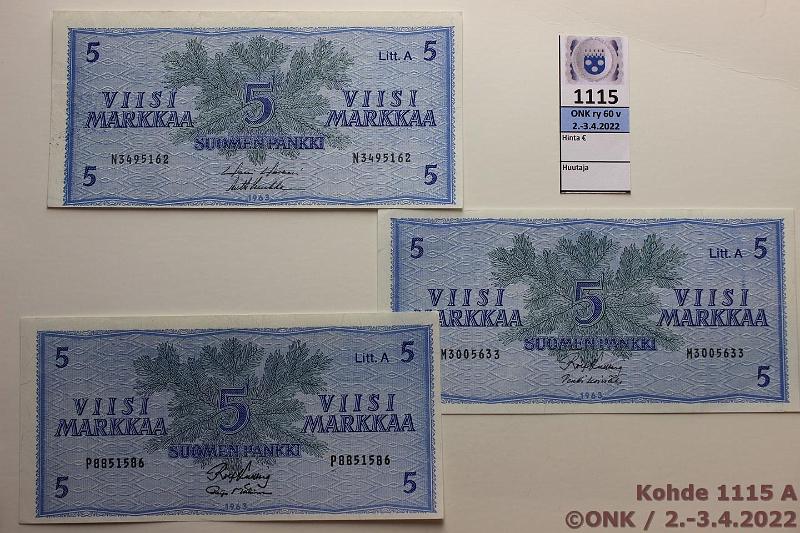 5 Litt. A 5
VIISI 5 VIISI
MARKKAA MARKKAA
SUOMEN PANKKI
N3495162 N3495162
5 5
1963
1115
ONK ry 60 v
2.-3.4.2022
Hinta €
Huutaja
5 Litt. A 5
VIISI 5 VIISI
MARKKAA MARKKAA
SUOMEN PANKKI
M3005633 M3005633
5
1963
5 Litt. A 5
VIISI 5 VIISI
MARKKAA MARKKAA
SUOMEN PANKKI
P8851586 P8851586
5 5
1963
Kohde 1115 A
©ONK / 2.-3.4.2022